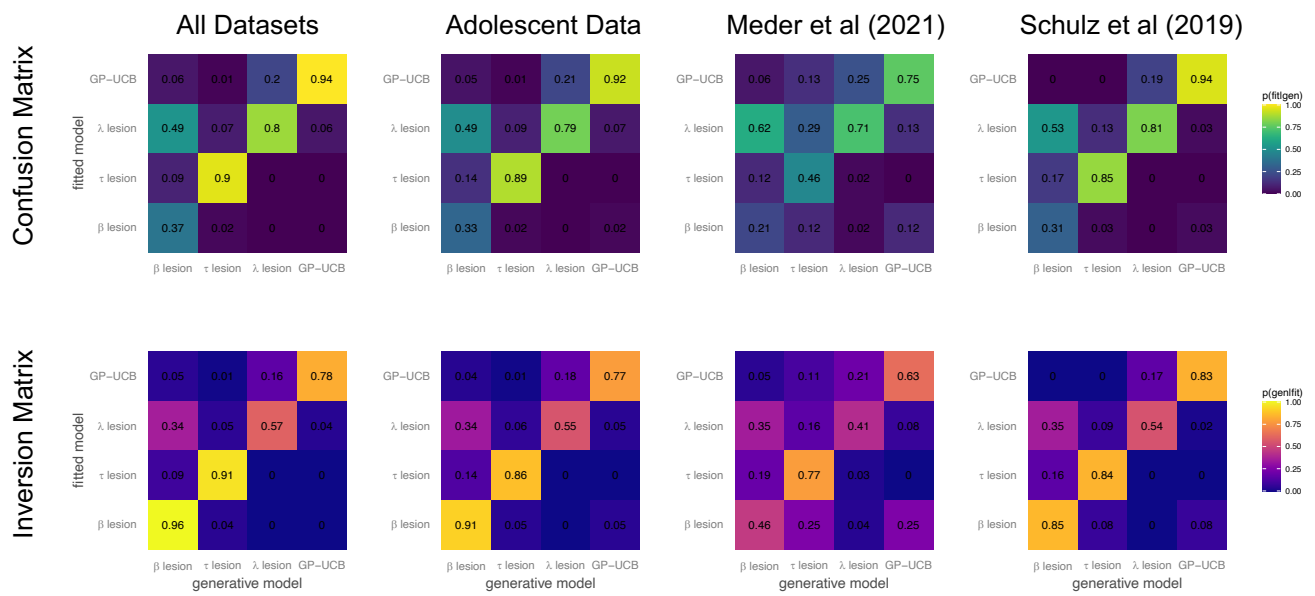 All Datasets Adolescent Data Meder et al (2021) Schulz et al (2019)
Confusion Matrix
fitted model
GP−UCB 0.06 0.01 0.2 0.94
λ lesion 0.49 0.07 0.8 0.06
τ lesion 0.09 0.9 0 0
β lesion 0.37 0.02 0 0
β lesion τ lesion λ lesion GP−UCB
GP−UCB 0.05 0.01 0.21 0.92
λ lesion 0.49 0.09 0.79 0.07
τ lesion 0.14 0.89 0 0
β lesion 0.33 0.02 0 0.02
β lesion τ lesion λ lesion GP−UCB
GP−UCB 0.06 0.13 0.25 0.75
λ lesion 0.62 0.29 0.71 0.13
τ lesion 0.12 0.46 0.02 0
β lesion 0.21 0.12 0.02 0.12
β lesion τ lesion λ lesion GP−UCB
GP−UCB 0 0 0.19 0.94
λ lesion 0.53 0.13 0.81 0.03
τ lesion 0.17 0.85 0 0
β lesion 0.31 0.03 0 0.03
β lesion τ lesion λ lesion GP−UCB
p(fit|gen)
1.00
0.75
0.50
0.25
0.00
Inversion Matrix
fitted model
GP−UCB 0.05 0.01 0.16 0.78
λ lesion 0.34 0.05 0.57 0.04
τ lesion 0.09 0.91 0 0
β lesion 0.96 0.04 0 0
β lesion τ lesion λ lesion GP−UCB
generative model
GP−UCB 0.04 0.01 0.18 0.77
λ lesion 0.34 0.06 0.55 0.05
τ lesion 0.14 0.86 0 0
β lesion 0.91 0.05 0 0.05
β lesion τ lesion λ lesion GP−UCB
generative model
GP−UCB 0.05 0.11 0.21 0.63
λ lesion 0.35 0.16 0.41 0.08
τ lesion 0.19 0.77 0.03 0
β lesion 0.46 0.25 0.04 0.25
β lesion τ lesion λ lesion GP−UCB
generative model
GP−UCB 0 0 0.17 0.83
λ lesion 0.35 0.09 0.54 0.02
τ lesion 0.16 0.84 0 0
β lesion 0.85 0.08 0 0.08
β lesion τ lesion λ lesion GP−UCB
generative model
p(gen|fit)
1.00
0.75
0.50
0.25
0.00